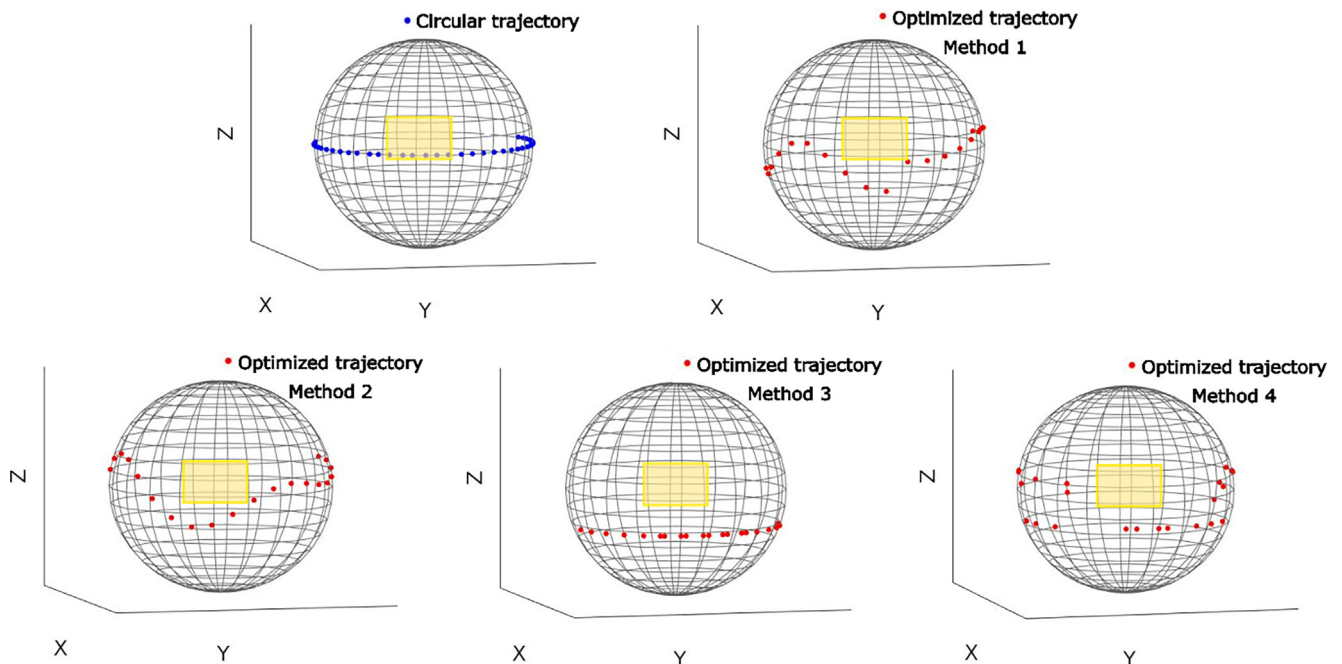 Circular trajectory
Optimized trajectory
Method 1
Z
Z
X
Y
X
Y
Optimized trajectory
Method 2
Optimized trajectory
Method 3
Optimized trajectory
Method 4
Z
Z
Z
X
Y
X
Y
X
Y